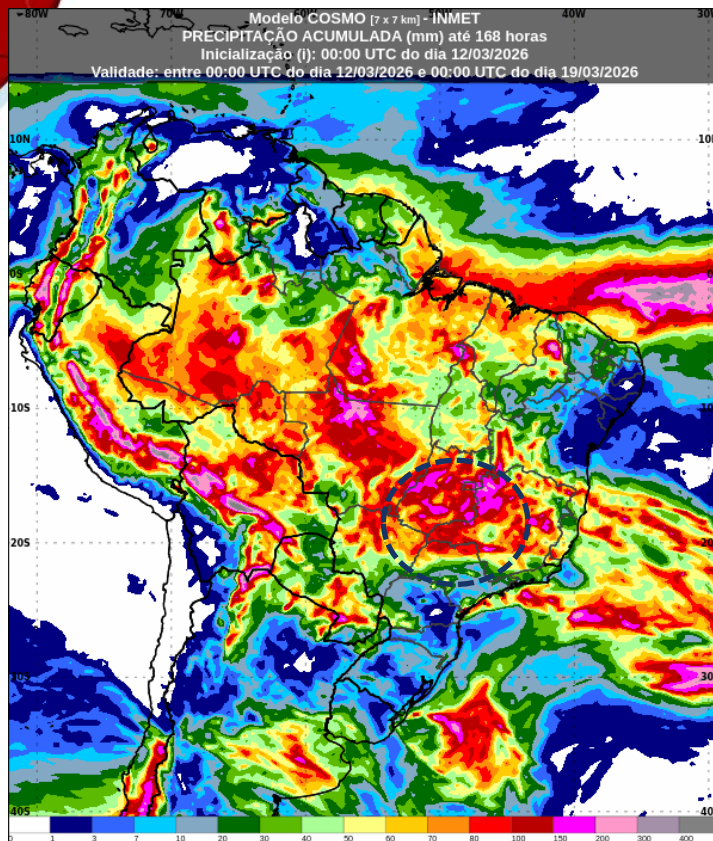 Modelo COSMO [7 x 7 km] - INMET
PRECIPITAÇÃO ACUMULADA (mm) até 168 horas
Inicialização (i): 00:00 UTC do dia 12/03/2026
Validade: entre 00:00 UTC do dia 12/03/2026 e 00:00 UTC do dia 19/03/2026
80W 70W 40W
10N
10S
20S
40S
0 1 3 7 10 20 30 40 50 60 70 80 100 150 200 300 400